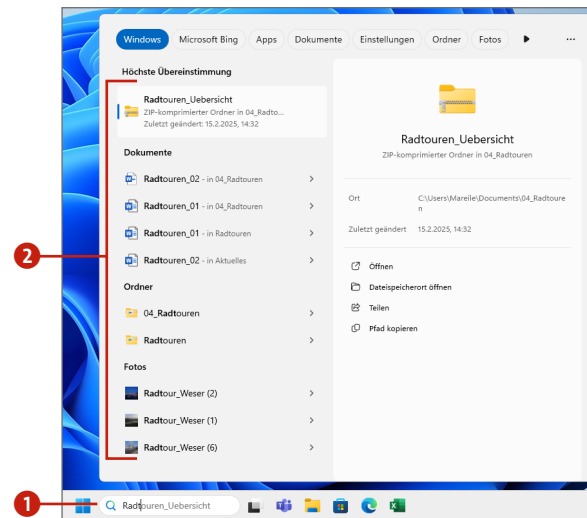 Windows Microsoft Bing Apps Dokumente Einstellungen Ordner Fotos
Höchste Übereinstimmung
Radtouren_Uebersicht
ZIP-komprimierter Ordner in 04_Radto...
Zuletzt geändert: 15.2.2025, 14:32
Dokumente
Radtouren_02 - in 04_Radtouren
Radtouren_01 - in 04_Radtouren
Radtouren_01 - in Radtouren
Radtouren_02 - in Aktuelles
Ordner
04_Radtouren
Radtouren
Fotos
Radtour_Weser (2)
Radtour_Weser (1)
Radtour_Weser (6)
Radtouren_Uebersicht
ZIP-komprimierter Ordner in 04_Radtouren
Ort C:\Users\Mareile\Documents\04_Radtoure
n
Zuletzt geändert 15.2.2025, 14:32
Öffnen
Dateispeicherort öffnen
Teilen
Pfad kopieren
2
1
Radtouren_Uebersicht